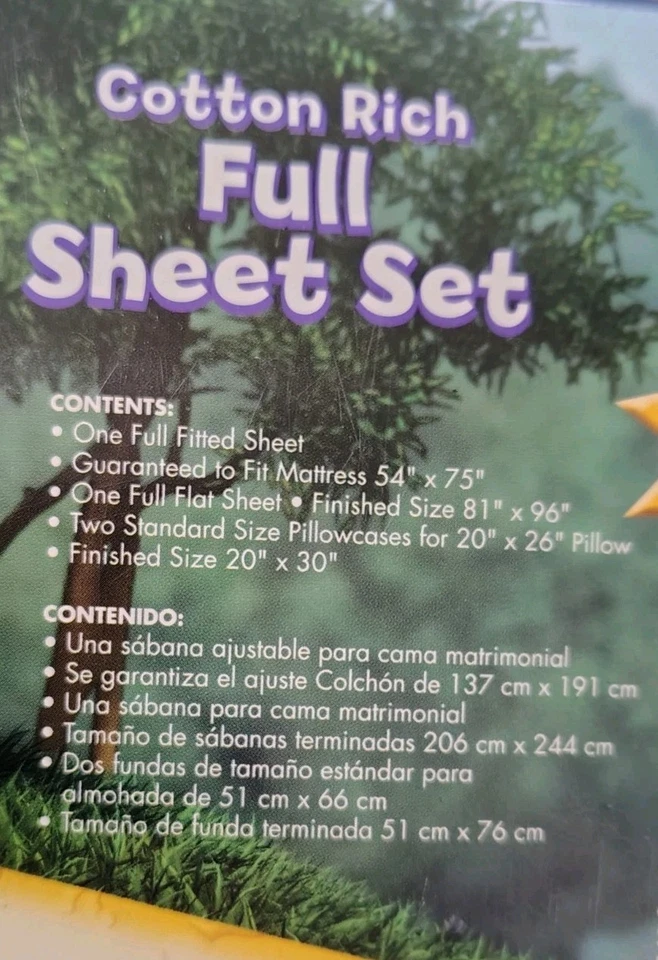 Cotton Rich
Full
Sheet Set
CONTENTS:
• One Full Fitted Sheet
• Guaranteed to Fit Mattress 54" x 75"
• One Full Flat Sheet • Finished Size 81" x 96"
• Two Standard Size Pillowcases for 20" x 26" Pillow
• Finished Size 20" x 30"
CONTENIDO:
• Una sábana ajustable para cama matrimonial
• Se garantiza el ajuste Colchón de 137 cm x 191 cm
• Una sábana para cama matrimonial
• Tamaño de sábanas terminadas 206 cm x 244 cm
• Dos fundas de tamaño estándar para
almohada de 51 cm x 66 cm
• Tamaño de funda terminada 51 cm x 76 cm